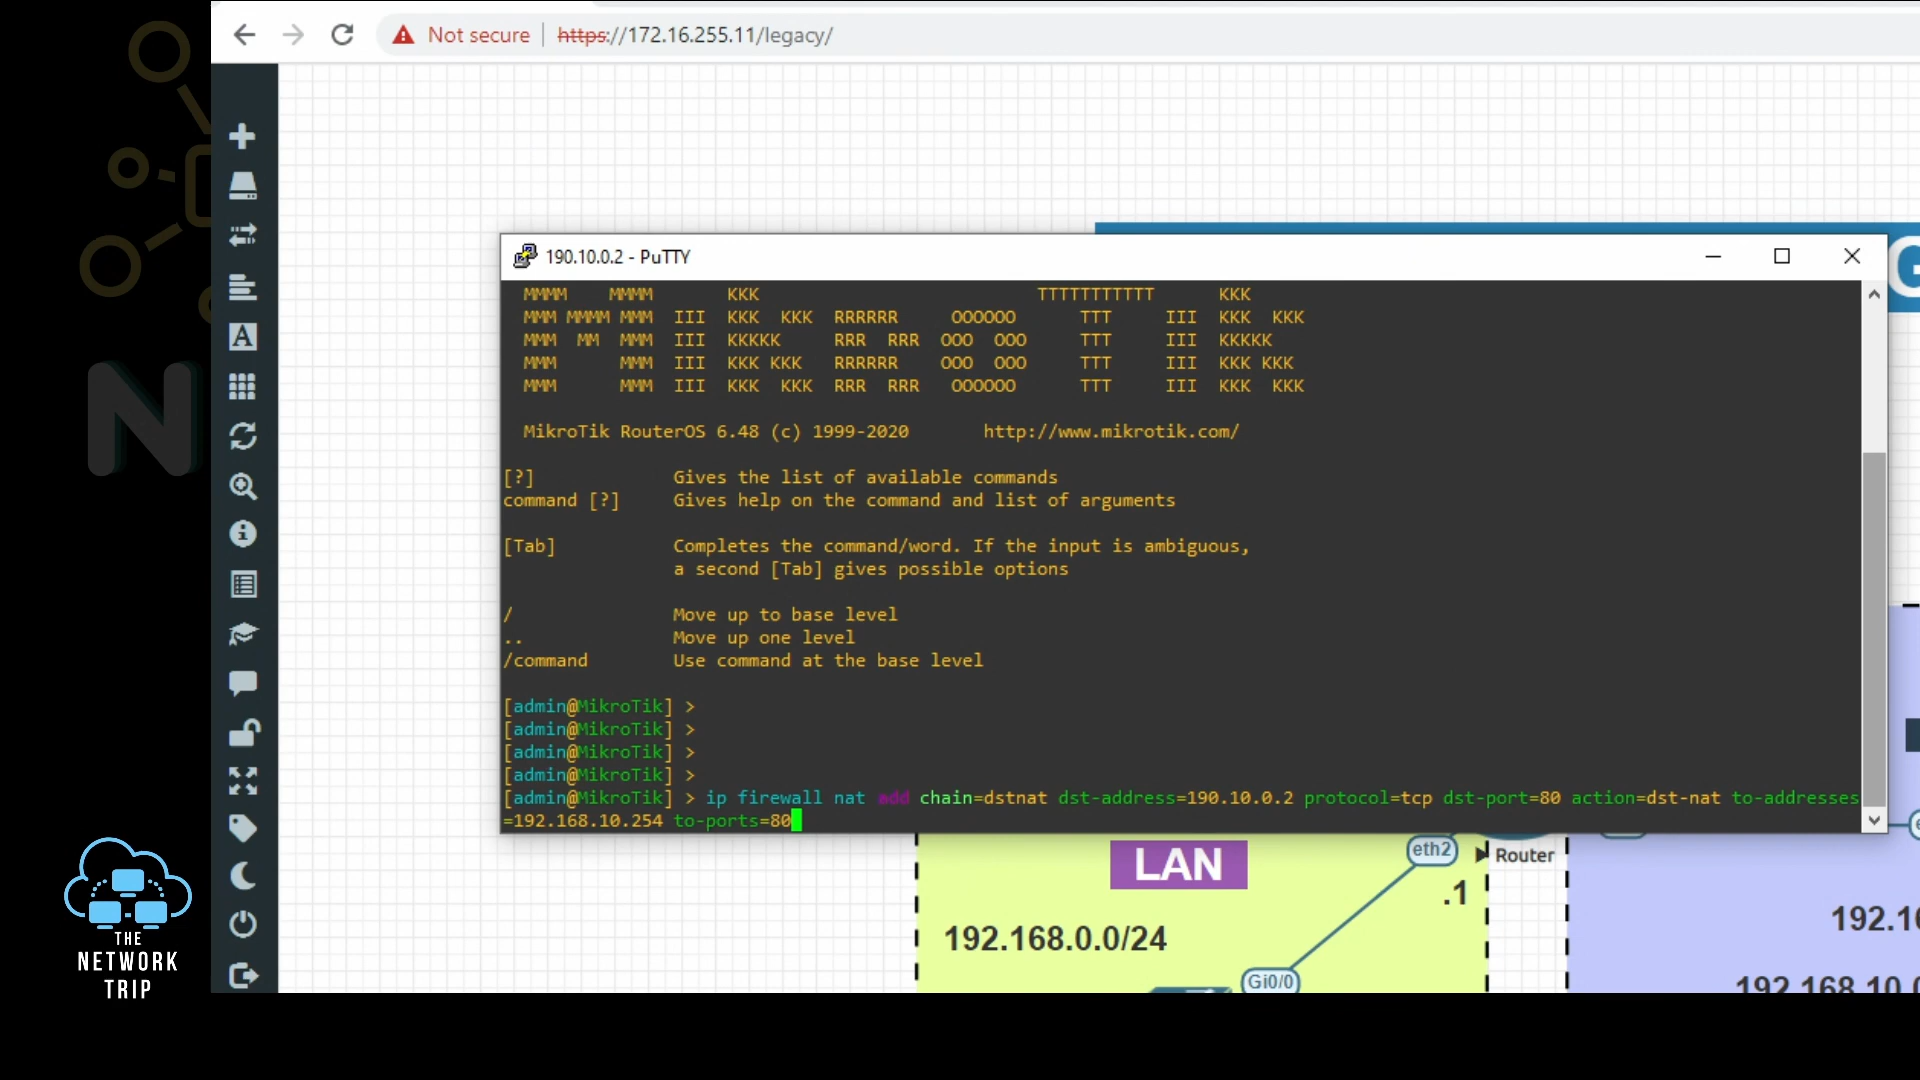 Not secure https://172.16.255.11/legacy/
G
190.10.0.2 - PuTTY
MMMM    MMMM       KKK                          TTTTTTTTTTT      KKK
MMM MMMM MMM  III  KKK  KKK  RRRRRR     OOOOOO      TTT     III  KKK  KKK
MMM  MM  MMM  III  KKKKK     RRR  RRR  OOO  OOO     TTT     III  KKKKK
MMM      MMM  III  KKK KKK   RRRRRR    OOO  OOO     TTT     III  KKK KKK
MMM      MMM  III  KKK  KKK  RRR  RRR   OOOOOO      TTT     III  KKK  KKK
MikroTik RouterOS 6.48 (c) 1999-2020       http://www.mikrotik.com/
[?]             Gives the list of available commands
command [?]     Gives help on the command and list of arguments
[Tab]           Completes the command/word. If the input is ambiguous,
a second [Tab] gives possible options
/               Move up to base level
..              Move up one level
/command        Use command at the base level
[admin@MikroTik] >
[admin@MikroTik] >
[admin@MikroTik] >
[admin@MikroTik] >
[admin@MikroTik] > ip firewall nat add chain=dstnat dst-address=190.10.0.2 protocol=tcp dst-port=80 action=dst-nat to-addresses
=192.168.10.254 to-ports=80
LAN
eth2
Router
.1
192.168.0.0/24
Gi0/0
N
THE
NETWORK
TRIP